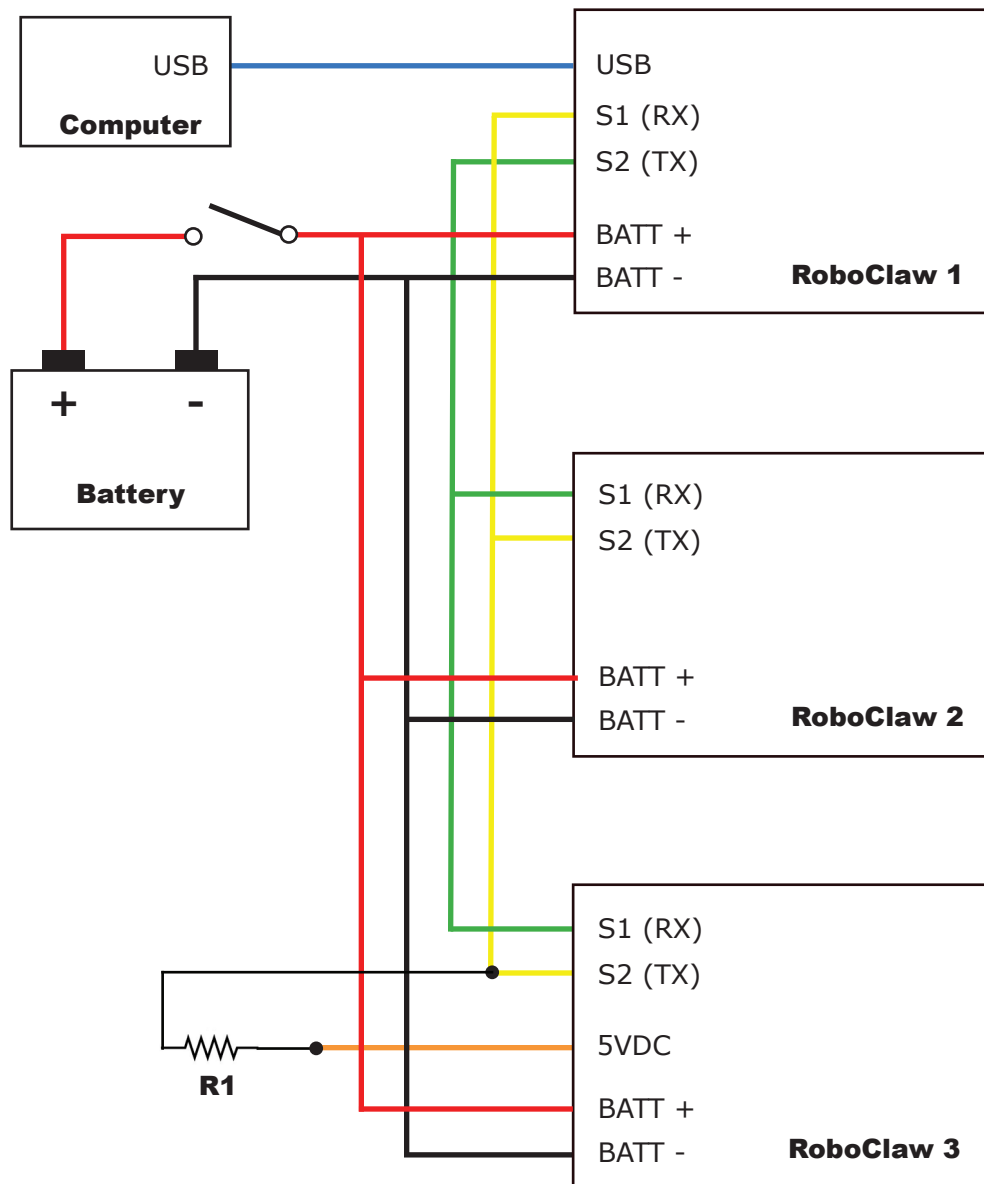 USB
Computer
USB
S1 (RX)
S2 (TX)
BATT +
BATT -
RoboClaw 1
+
-
Battery
S1 (RX)
S2 (TX)
BATT +
BATT -
RoboClaw 2
S1 (RX)
S2 (TX)
5VDC
R1
BATT +
BATT -
RoboClaw 3